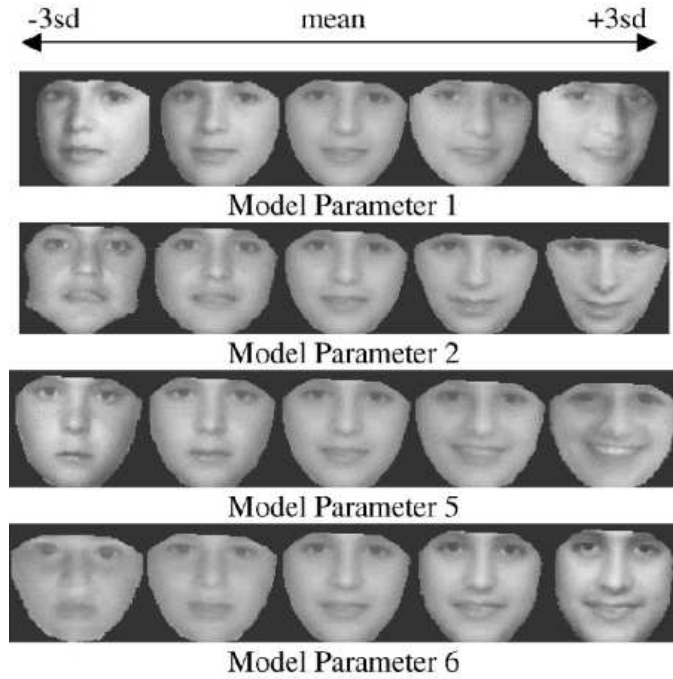 -3sd mean +3sd
Model Parameter 1
Model Parameter 2
Model Parameter 5
Model Parameter 6